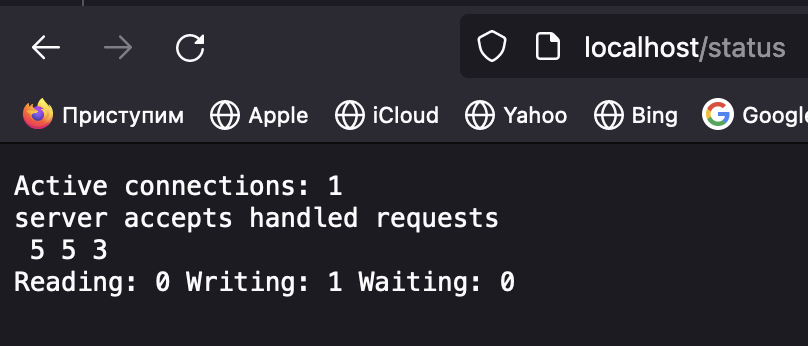 localhost/status
Приступим Apple iCloud Yahoo Bing Google
Active connections: 1
server accepts handled requests
5 5 3
Reading: 0 Writing: 1 Waiting: 0